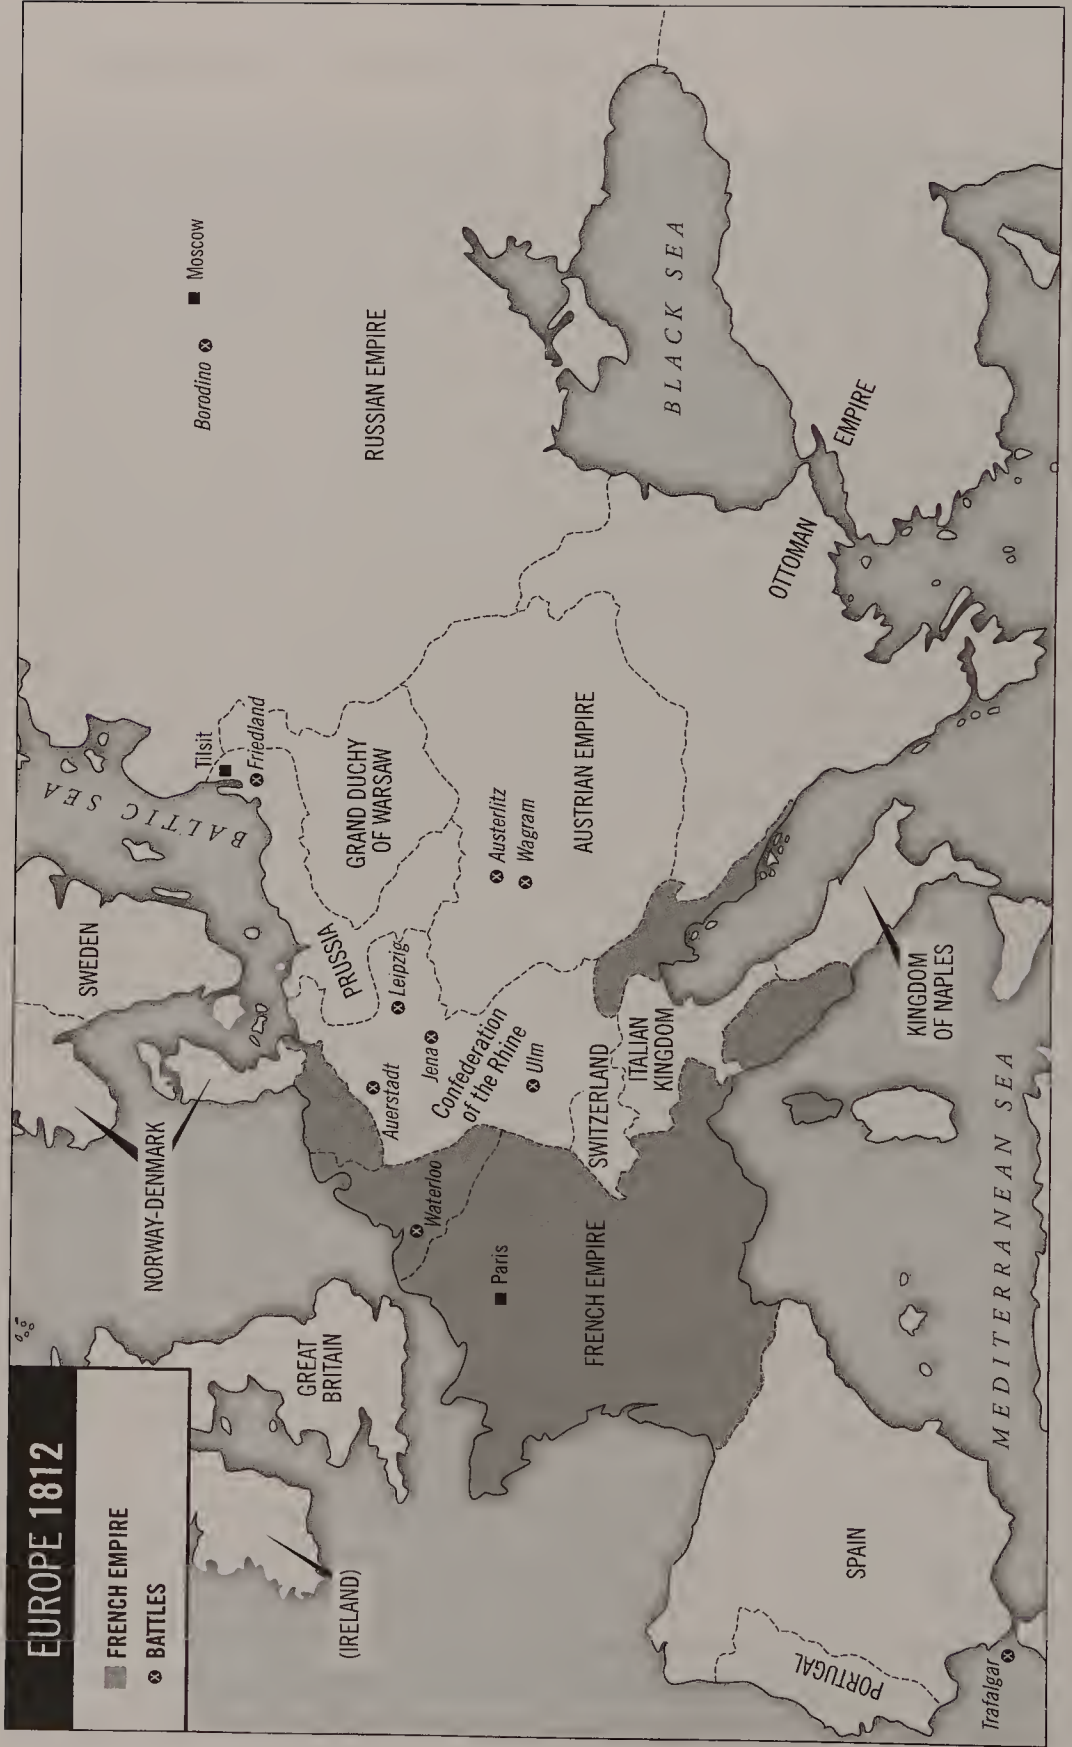 EUROPE 1812
FRENCH EMPIRE
BATTLES
(IRELAND)
GREAT
BRITAIN
NORWAY-DENMARK
SWEDEN
BALTIC SEA
Tilsit
Friedland
Borodino
Moscow
RUSSIAN EMPIRE
PRUSSIA
GRAND DUCHY
OF WARSAW
Leipzig
Auerstadt
Jena
Confederation
of the Rhine
Ulm
Waterloo
Paris
FRENCH EMPIRE
SWITZERLAND
ITALIAN
KINGDOM
Austerlitz
Wagram
AUSTRIAN EMPIRE
BLACK SEA
OTTOMAN
EMPIRE
KINGDOM
OF NAPLES
SPAIN
PORTUGAL
Trafalgar
MEDITERRANEAN SEA